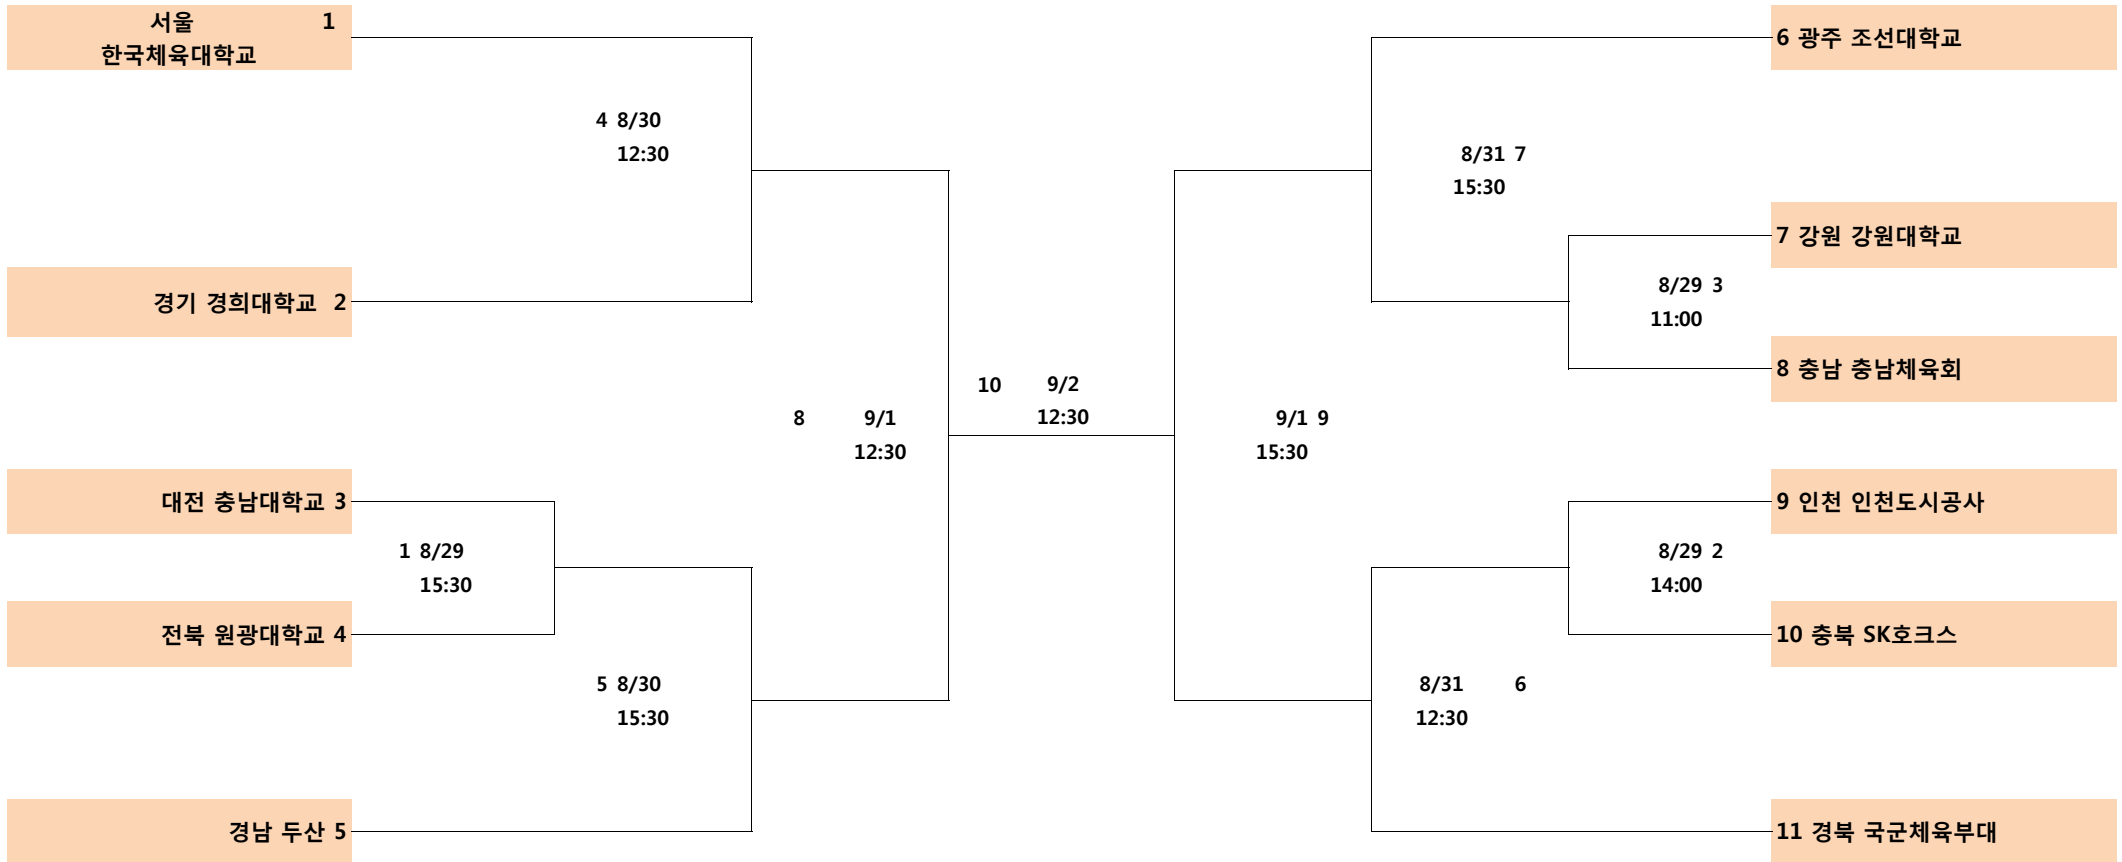 서울 1
한국체육대학교
6 광주 조선대학교
4 8/30
12:30
8/31 7
15:30
7 강원 강원대학교
경기 경희대학교 2
8/29 3
11:00
8 충남 충남체육회
10 9/2
12:30
8 9/1
12:30
9/1 9
15:30
대전 충남대학교 3
9 인천 인천도시공사
1 8/29
15:30
8/29 2
14:00
전북 원광대학교 4
10 충북 SK호크스
5 8/30
15:30
8/31 6
12:30
경남 두산 5
11 경북 국군체육부대